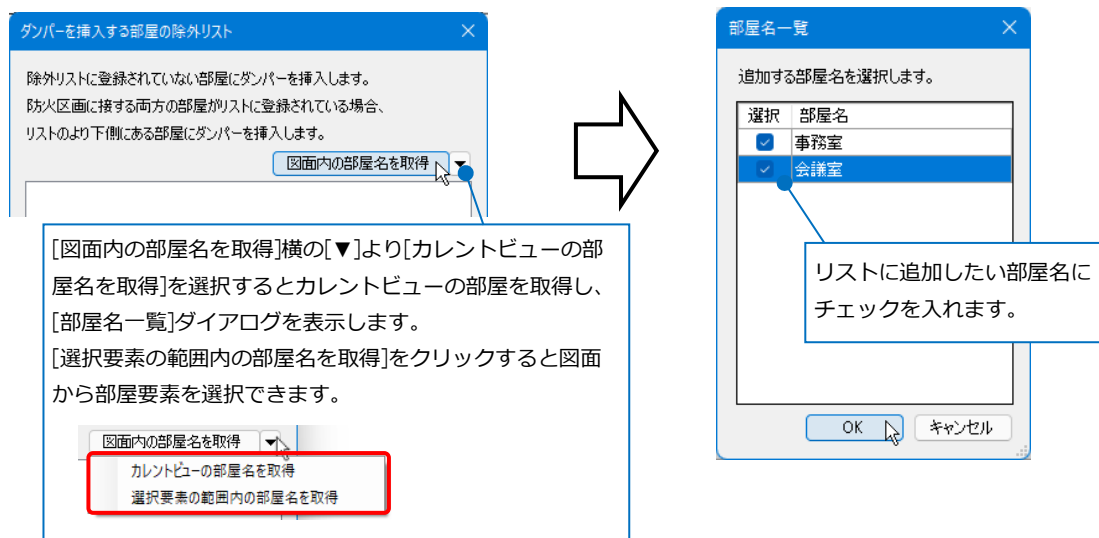 ダンパーを挿入する部屋の除外リスト
除外リストに登録されていない部屋にダンパーを挿入します。
防火区画に接する両方の部屋がリストに登録されている場合、
リストのより下側にある部屋にダンパーを挿入します。
図面内の部屋名を取得
[図面内の部屋名を取得]横の[▼]より[カレントビューの部
屋名を取得]を選択するとカレントビューの部屋を取得し、
[部屋名一覧]ダイアログを表示します。
[選択要素の範囲内の部屋名を取得]をクリックすると図面
から部屋要素を選択できます。
図面内の部屋名を取得
カレントビューの部屋名を取得
選択要素の範囲内の部屋名を取得
部屋名一覧
追加する部屋名を選択します。
選択 部屋名
事務室
会議室
リストに追加したい部屋名に
チェックを入れます。
OK キャンセル